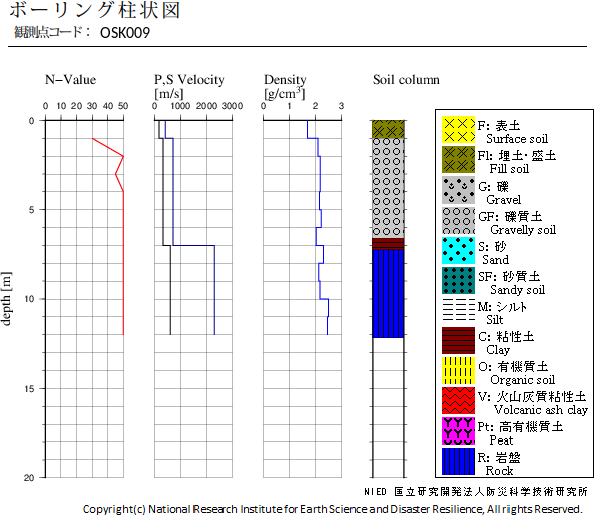 ボーリング柱状図
観測点コード： OSK009
N−Value
P,S Velocity
Density
Soil column
[m/s]
[g/cm3]
0 10 20 30 40 50
0 1000 2000 3000
0 1 2 3
0
5
10
15
20
depth [m]
F: 表土
Surface soil
Fl: 埋土・盛土
Fill soil
G: 礫
Gravel
GF: 礫質土
Gravelly soil
S: 砂
Sand
SF: 砂質土
Sandy soil
M: シルト
Silt
C: 粘性土
Clay
O: 有機質土
Organic soil
V: 火山灰質粘性土
Volcanic ash clay
Pt: 高有機質土
Peat
R: 岩盤
Rock
NIED 国立研究開発法人防災科学技術研究所
Copyright(c) National Research Institute for Earth Science and Disaster Resilience, All rights Reserved.